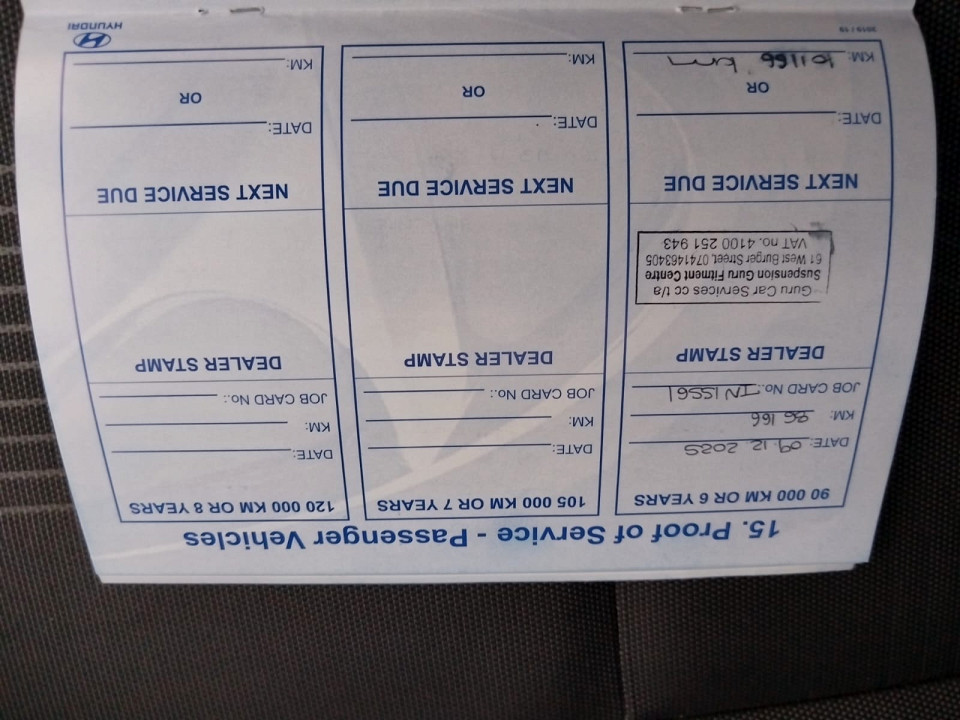 15. Proof of Service - Passenger Vehicles
90 000 KM OR 6 YEARS
DATE: 09.12.2025
KM: 86 166
JOB CARD No.: IN15561
DEALER STAMP
Guru Car Services cc t/a
Suspension Guru Fitment Centre
61 West Burger Street, 0741463405
VAT no. 4100 251 943
NEXT SERVICE DUE
DATE:
OR
KM: 101166 km
105 000 KM OR 7 YEARS
DATE:
KM:
JOB CARD No.:
DEALER STAMP
NEXT SERVICE DUE
DATE:
OR
KM:
120 000 KM OR 8 YEARS
DATE:
KM:
JOB CARD No.:
DEALER STAMP
NEXT SERVICE DUE
DATE:
OR
KM:
HYUNDAI